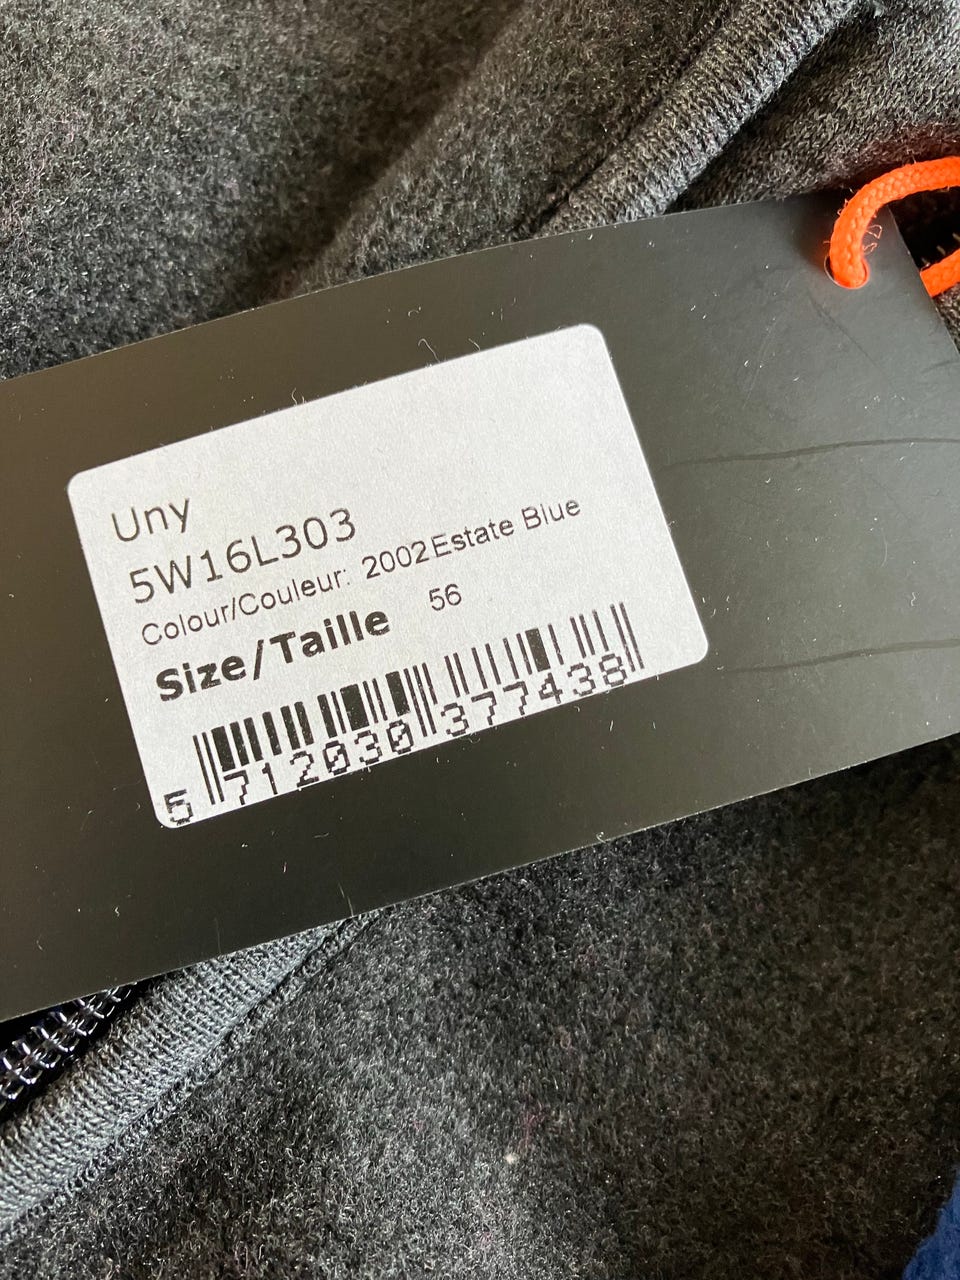 Uny
5W16L303
Colour/Couleur: 2002Estate Blue
Size/Taille 56
5 712030 377438